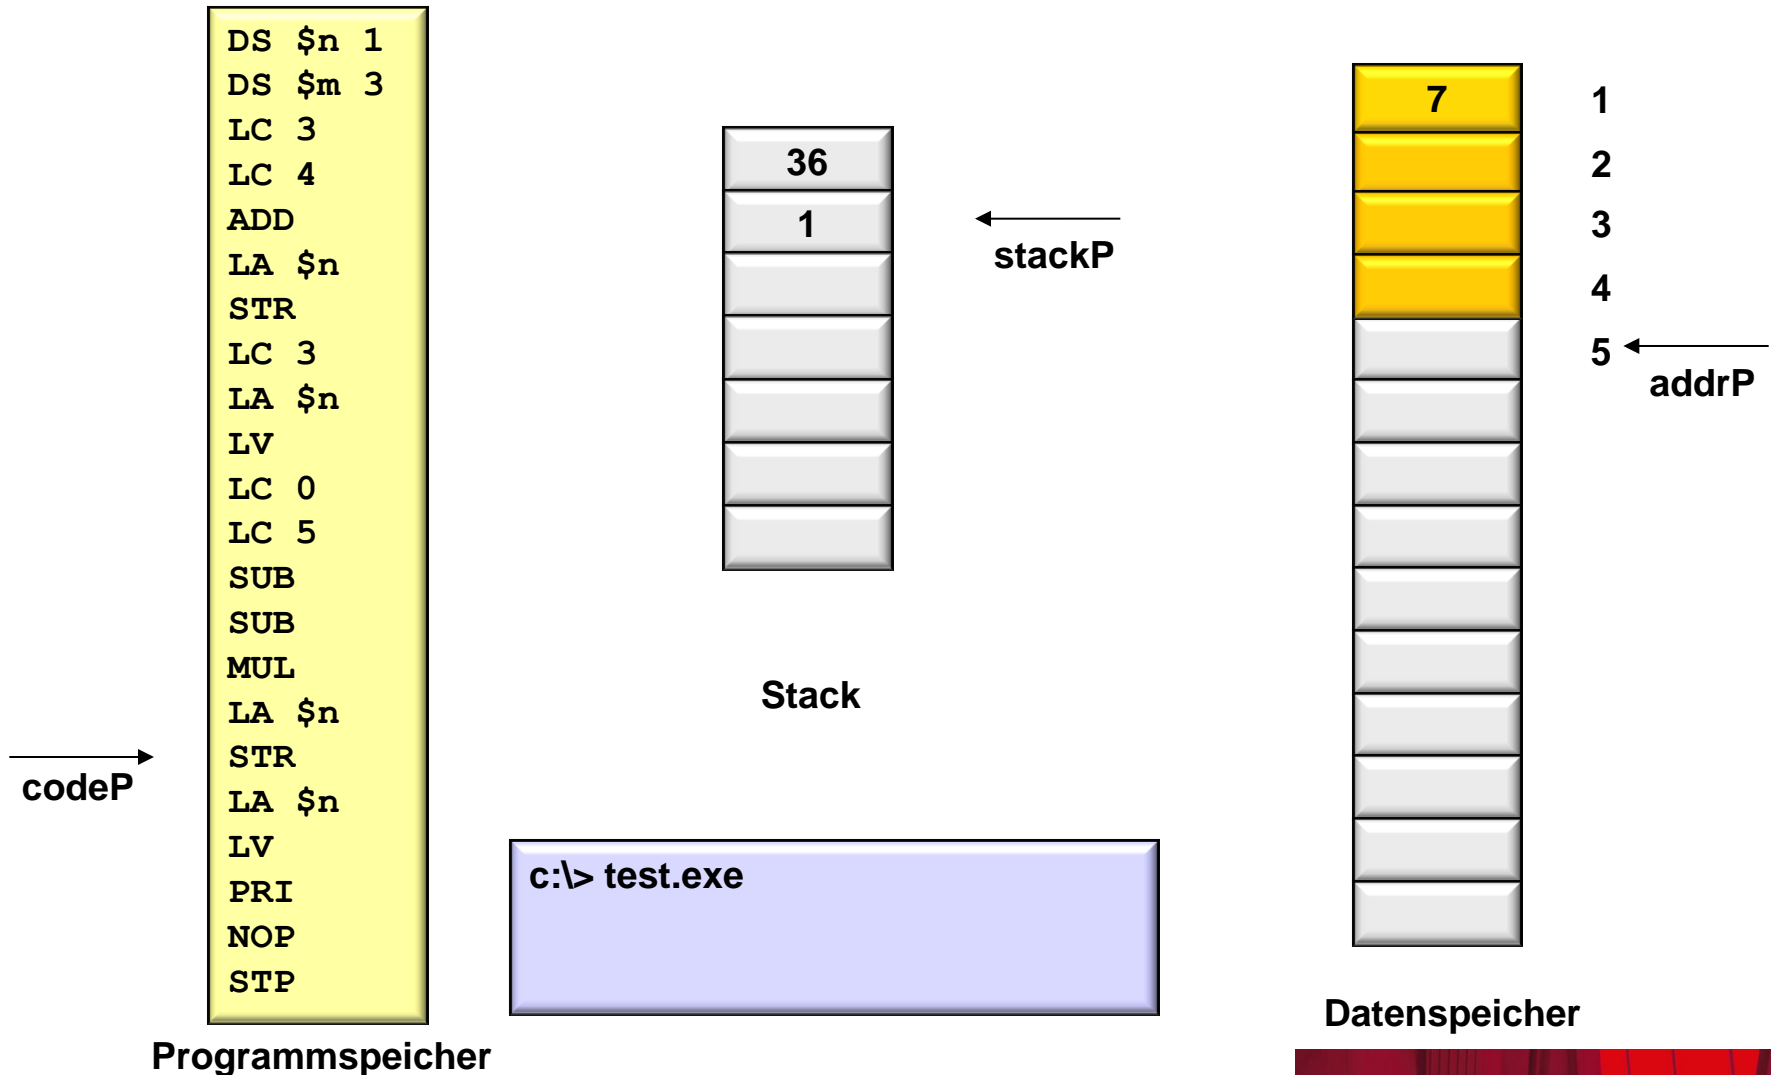 DS $n 1
DS $m 3
LC 3
LC 4
ADD
LA $n
STR
LC 3
LA $n
LV
LC 0
LC 5
SUB
SUB
MUL
LA $n
STR
LA $n
LV
PRI
NOP
STP
Programmspeicher
codeP
36
1
stackP
Stack
c:\> test.exe
7
1
2
3
4
5
addrP
Datenspeicher